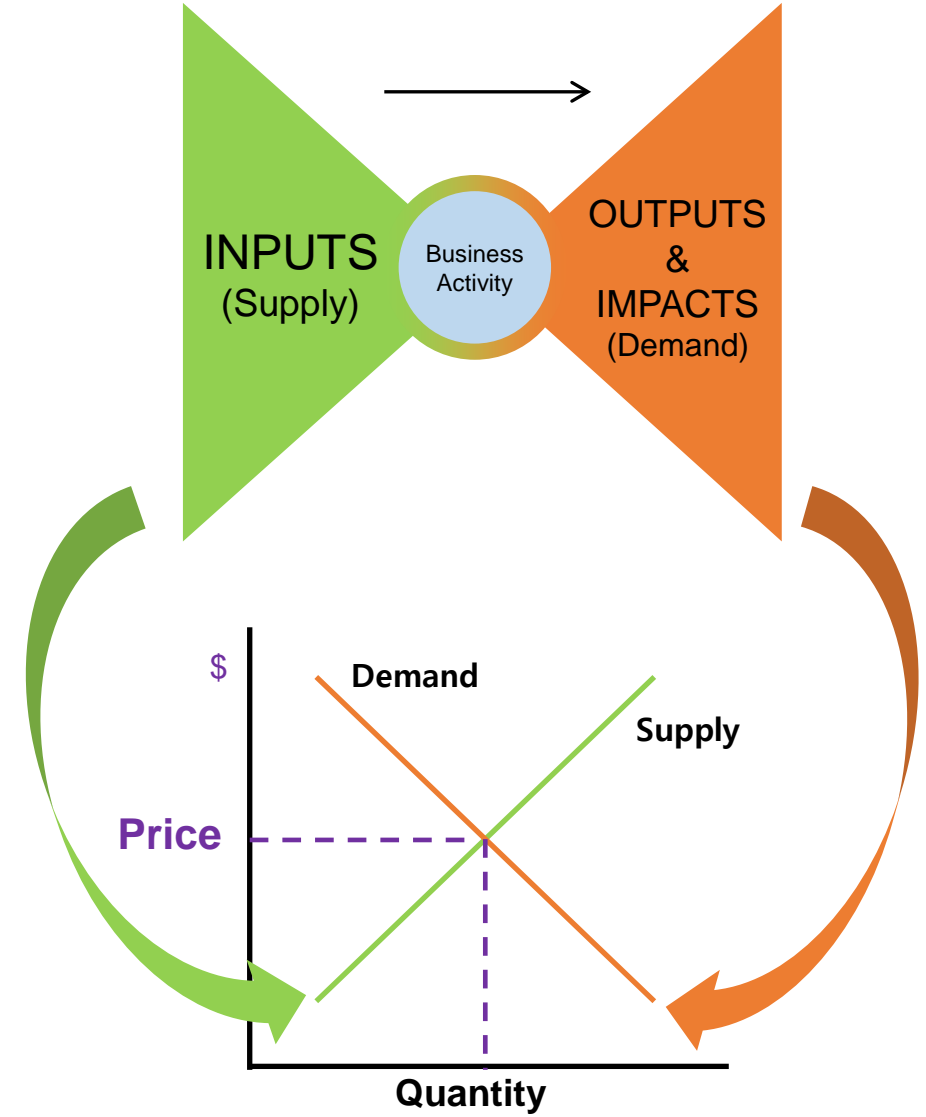 INPUTS
(Supply)
Business
Activity
OUTPUTS
&
IMPACTS
(Demand)
$
Demand
Supply
Price
Quantity